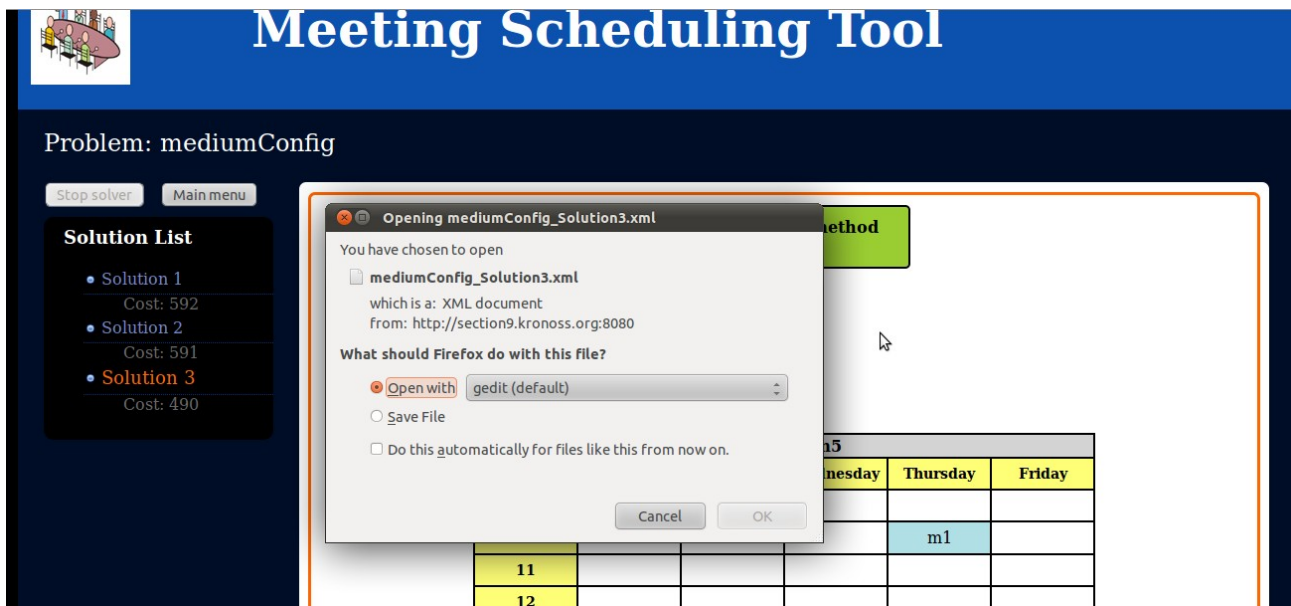 Meeting Scheduling Tool
Problem: mediumConfig
Stop solver
Main menu
Solution List
Solution 1
Cost: 592
Solution 2
Cost: 591
Solution 3
Cost: 490
Opening mediumConfig_Solution3.xml
You have chosen to open
mediumConfig_Solution3.xml
which is a: XML document
from: http://section9.kronoss.org:8080
What should Firefox do with this file?
Open with
gedit (default)
Save File
Do this automatically for files like this from now on.
Cancel
OK
Thursday
Friday
m1
11
12